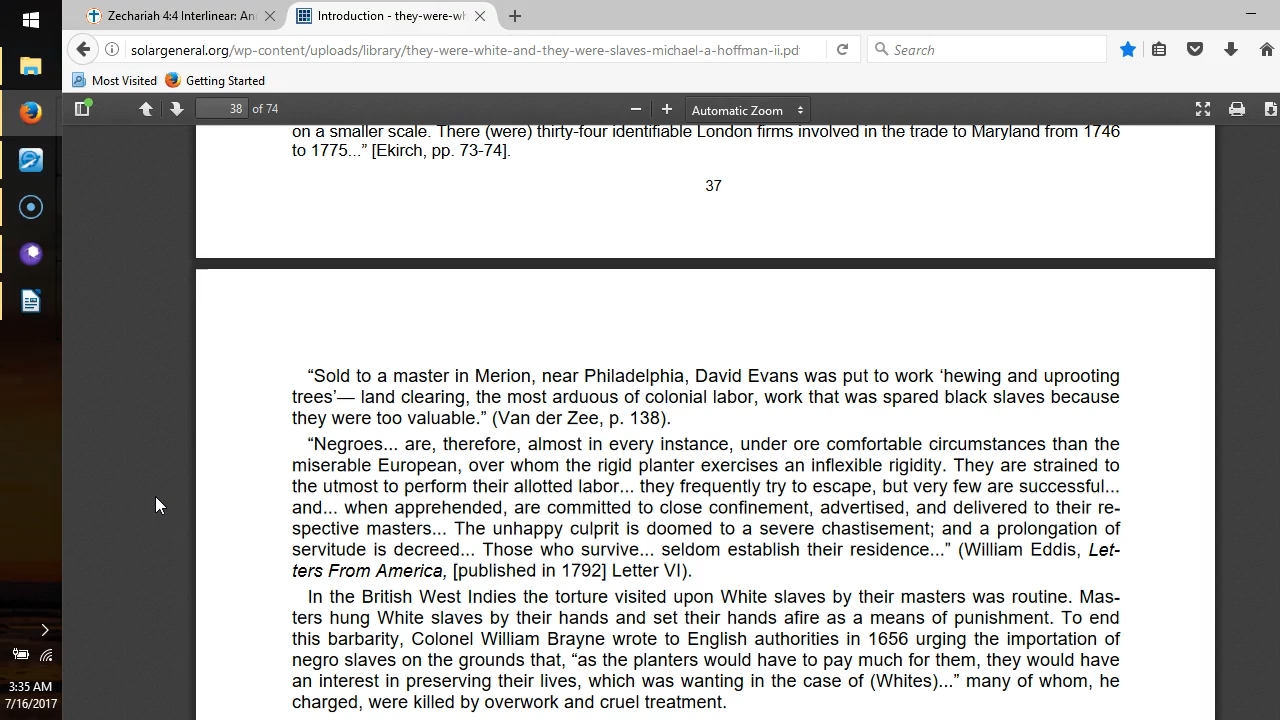 Zechariah 4:4 Interlinear: An
Introduction - they-were-wh
solargeneral.org/wp-content/uploads/library/they-were-white-and-they-were-slaves-michael-a-hoffman-ii.pdf
Search
Most Visited
Getting Started
38 of 74
Automatic Zoom
on a smaller scale. There (were) thirty-four identifiable London firms involved in the trade to Maryland from 1746
to 1775...” [Ekirch, pp. 73-74].
37
“Sold to a master in Merion, near Philadelphia, David Evans was put to work ‘hewing and uprooting
trees’— land clearing, the most arduous of colonial labor, work that was spared black slaves because
they were too valuable.” (Van der Zee, p. 138).
“Negroes... are, therefore, almost in every instance, under ore comfortable circumstances than the
miserable European, over whom the rigid planter exercises an inflexible rigidity. They are strained to
the utmost to perform their allotted labor... they frequently try to escape, but very few are successful...
and... when apprehended, are committed to close confinement, advertised, and delivered to their re-
spective masters... The unhappy culprit is doomed to a severe chastisement; and a prolongation of
servitude is decreed... Those who survive... seldom establish their residence...” (William Eddis, Let-
ters From America, [published in 1792] Letter VI).
In the British West Indies the torture visited upon White slaves by their masters was routine. Mas-
ters hung White slaves by their hands and set their hands afire as a means of punishment. To end
this barbarity, Colonel William Brayne wrote to English authorities in 1656 urging the importation of
negro slaves on the grounds that, “as the planters would have to pay much for them, they would have
an interest in preserving their lives, which was wanting in the case of (Whites)...” many of whom, he
charged, were killed by overwork and cruel treatment.
3:35 AM
7/16/2017